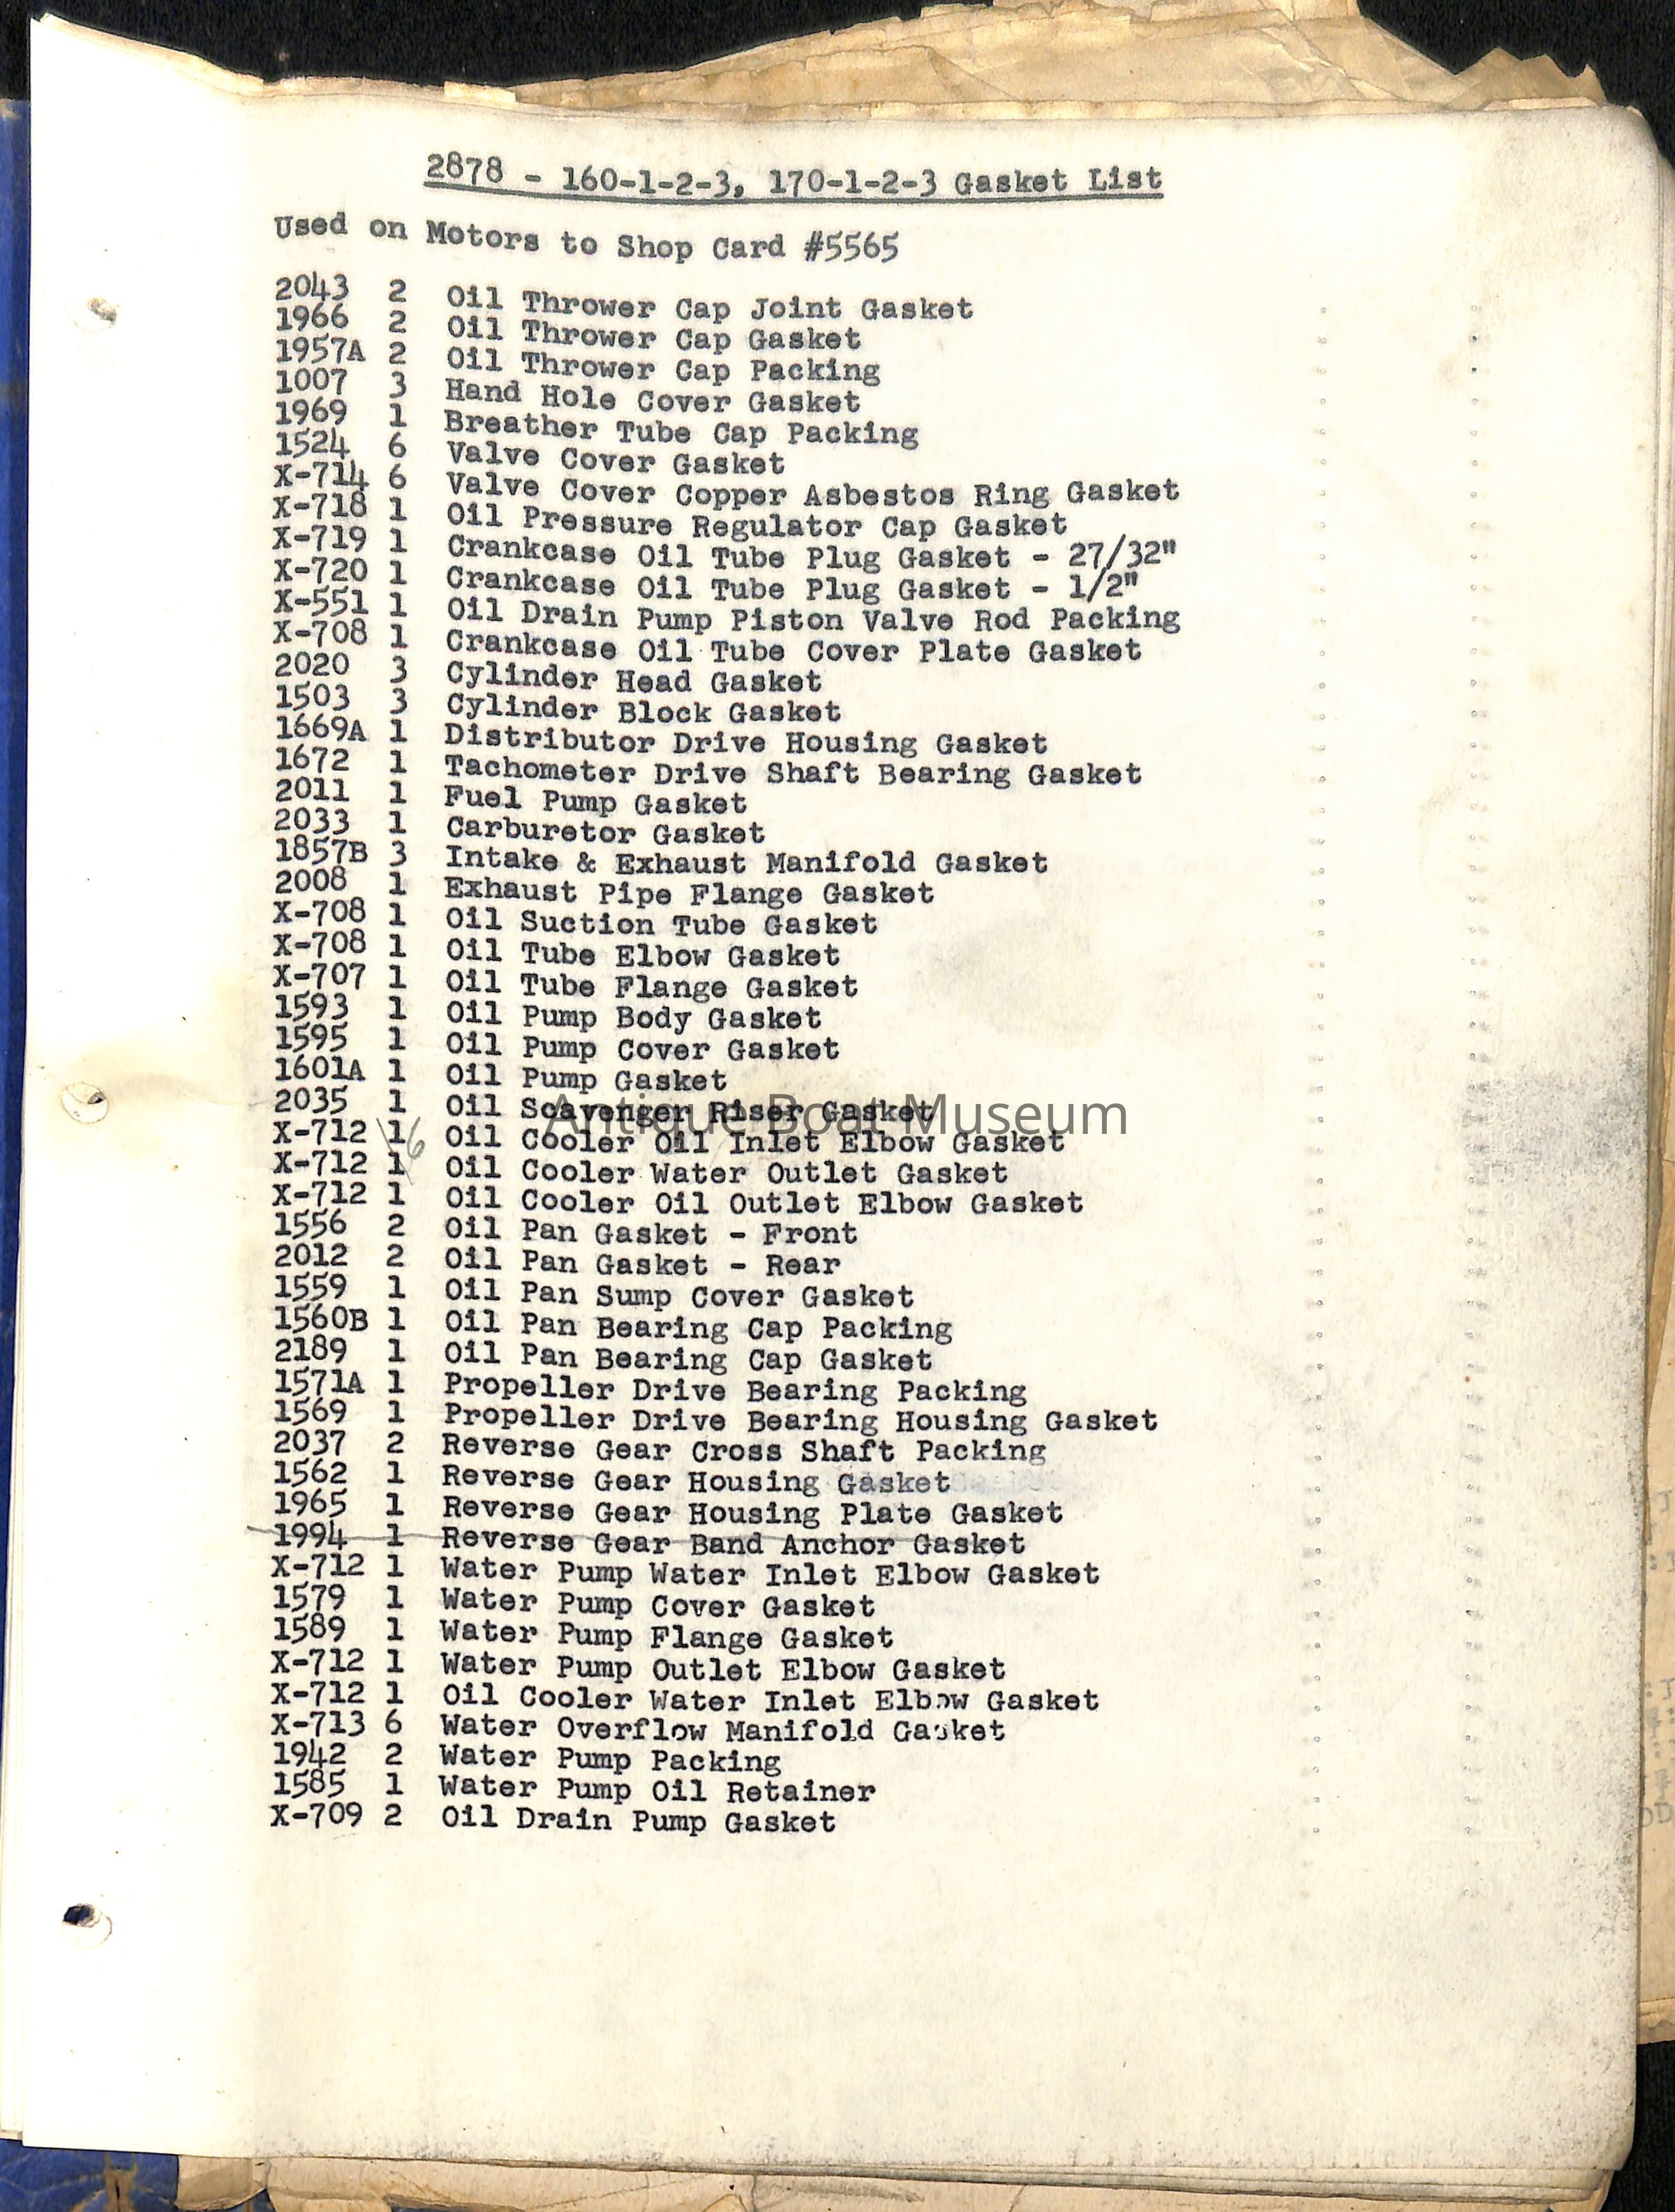 2878 - 160-1-2-3, 170-1-2-3 Gasket List
Used on Motors to Shop Card #5565
2043 2 Oil Thrower Cap Joint Gasket
1966 2 Oil Thrower Cap Gasket
1957A 2 Oil Thrower Cap Packing
1007 3 Hand Hole Cover Gasket
1969 1 Breather Tube Cap Packing
1524 6 Valve Cover Gasket
X-714 6 Valve Cover Copper Asbestos Ring Gasket
X-718 1 Oil Pressure Regulator Cap Gasket
X-719 1 Crankcase Oil Tube Plug Gasket - 27/32"
X-720 1 Crankcase Oil Tube Plug Gasket - 1/2"
X-551 1 Oil Drain Pump Piston Valve Rod Packing
X-708 1 Crankcase Oil Tube Cover Plate Gasket
2020 3 Cylinder Head Gasket
1503 3 Cylinder Block Gasket
1669A 1 Distributor Drive Housing Gasket
1672 1 Tachometer Drive Shaft Bearing Gasket
2011 1 Fuel Pump Gasket
2033 1 Carburetor Gasket
1857B 3 Intake & Exhaust Manifold Gasket
2008 1 Exhaust Pipe Flange Gasket
X-708 1 Oil Suction Tube Gasket
X-708 1 Oil Tube Elbow Gasket
X-707 1 Oil Tube Flange Gasket
1593 1 Oil Pump Body Gasket
1595 1 Oil Pump Cover Gasket
1601A 1 Oil Pump Gasket
2035 1 Oil Scavenger Riser Gasket
Antique Boat Museum
X-712 1 6 Oil Cooler Oil Inlet Elbow Gasket
X-712 1 Oil Cooler Water Outlet Gasket
X-712 1 Oil Cooler Oil Outlet Elbow Gasket
1556 2 Oil Pan Gasket - Front
2012 2 Oil Pan Gasket - Rear
1559 1 Oil Pan Sump Cover Gasket
1560B 1 Oil Pan Bearing Cap Packing
2189 1 Oil Pan Bearing Cap Gasket
1571A 1 Propeller Drive Bearing Packing
1569 1 Propeller Drive Bearing Housing Gasket
2037 2 Reverse Gear Cross Shaft Packing
1562 1 Reverse Gear Housing Gasket
1965 1 Reverse Gear Housing Plate Gasket
1994 1 Reverse Gear Band Anchor Gasket
X-712 1 Water Pump Water Inlet Elbow Gasket
1579 1 Water Pump Cover Gasket
1589 1 Water Pump Flange Gasket
X-712 1 Water Pump Outlet Elbow Gasket
X-712 1 Oil Cooler Water Inlet Elbow Gasket
X-713 6 Water Overflow Manifold Gasket
1942 2 Water Pump Packing
1585 1 Water Pump Oil Retainer
X-709 2 Oil Drain Pump Gasket